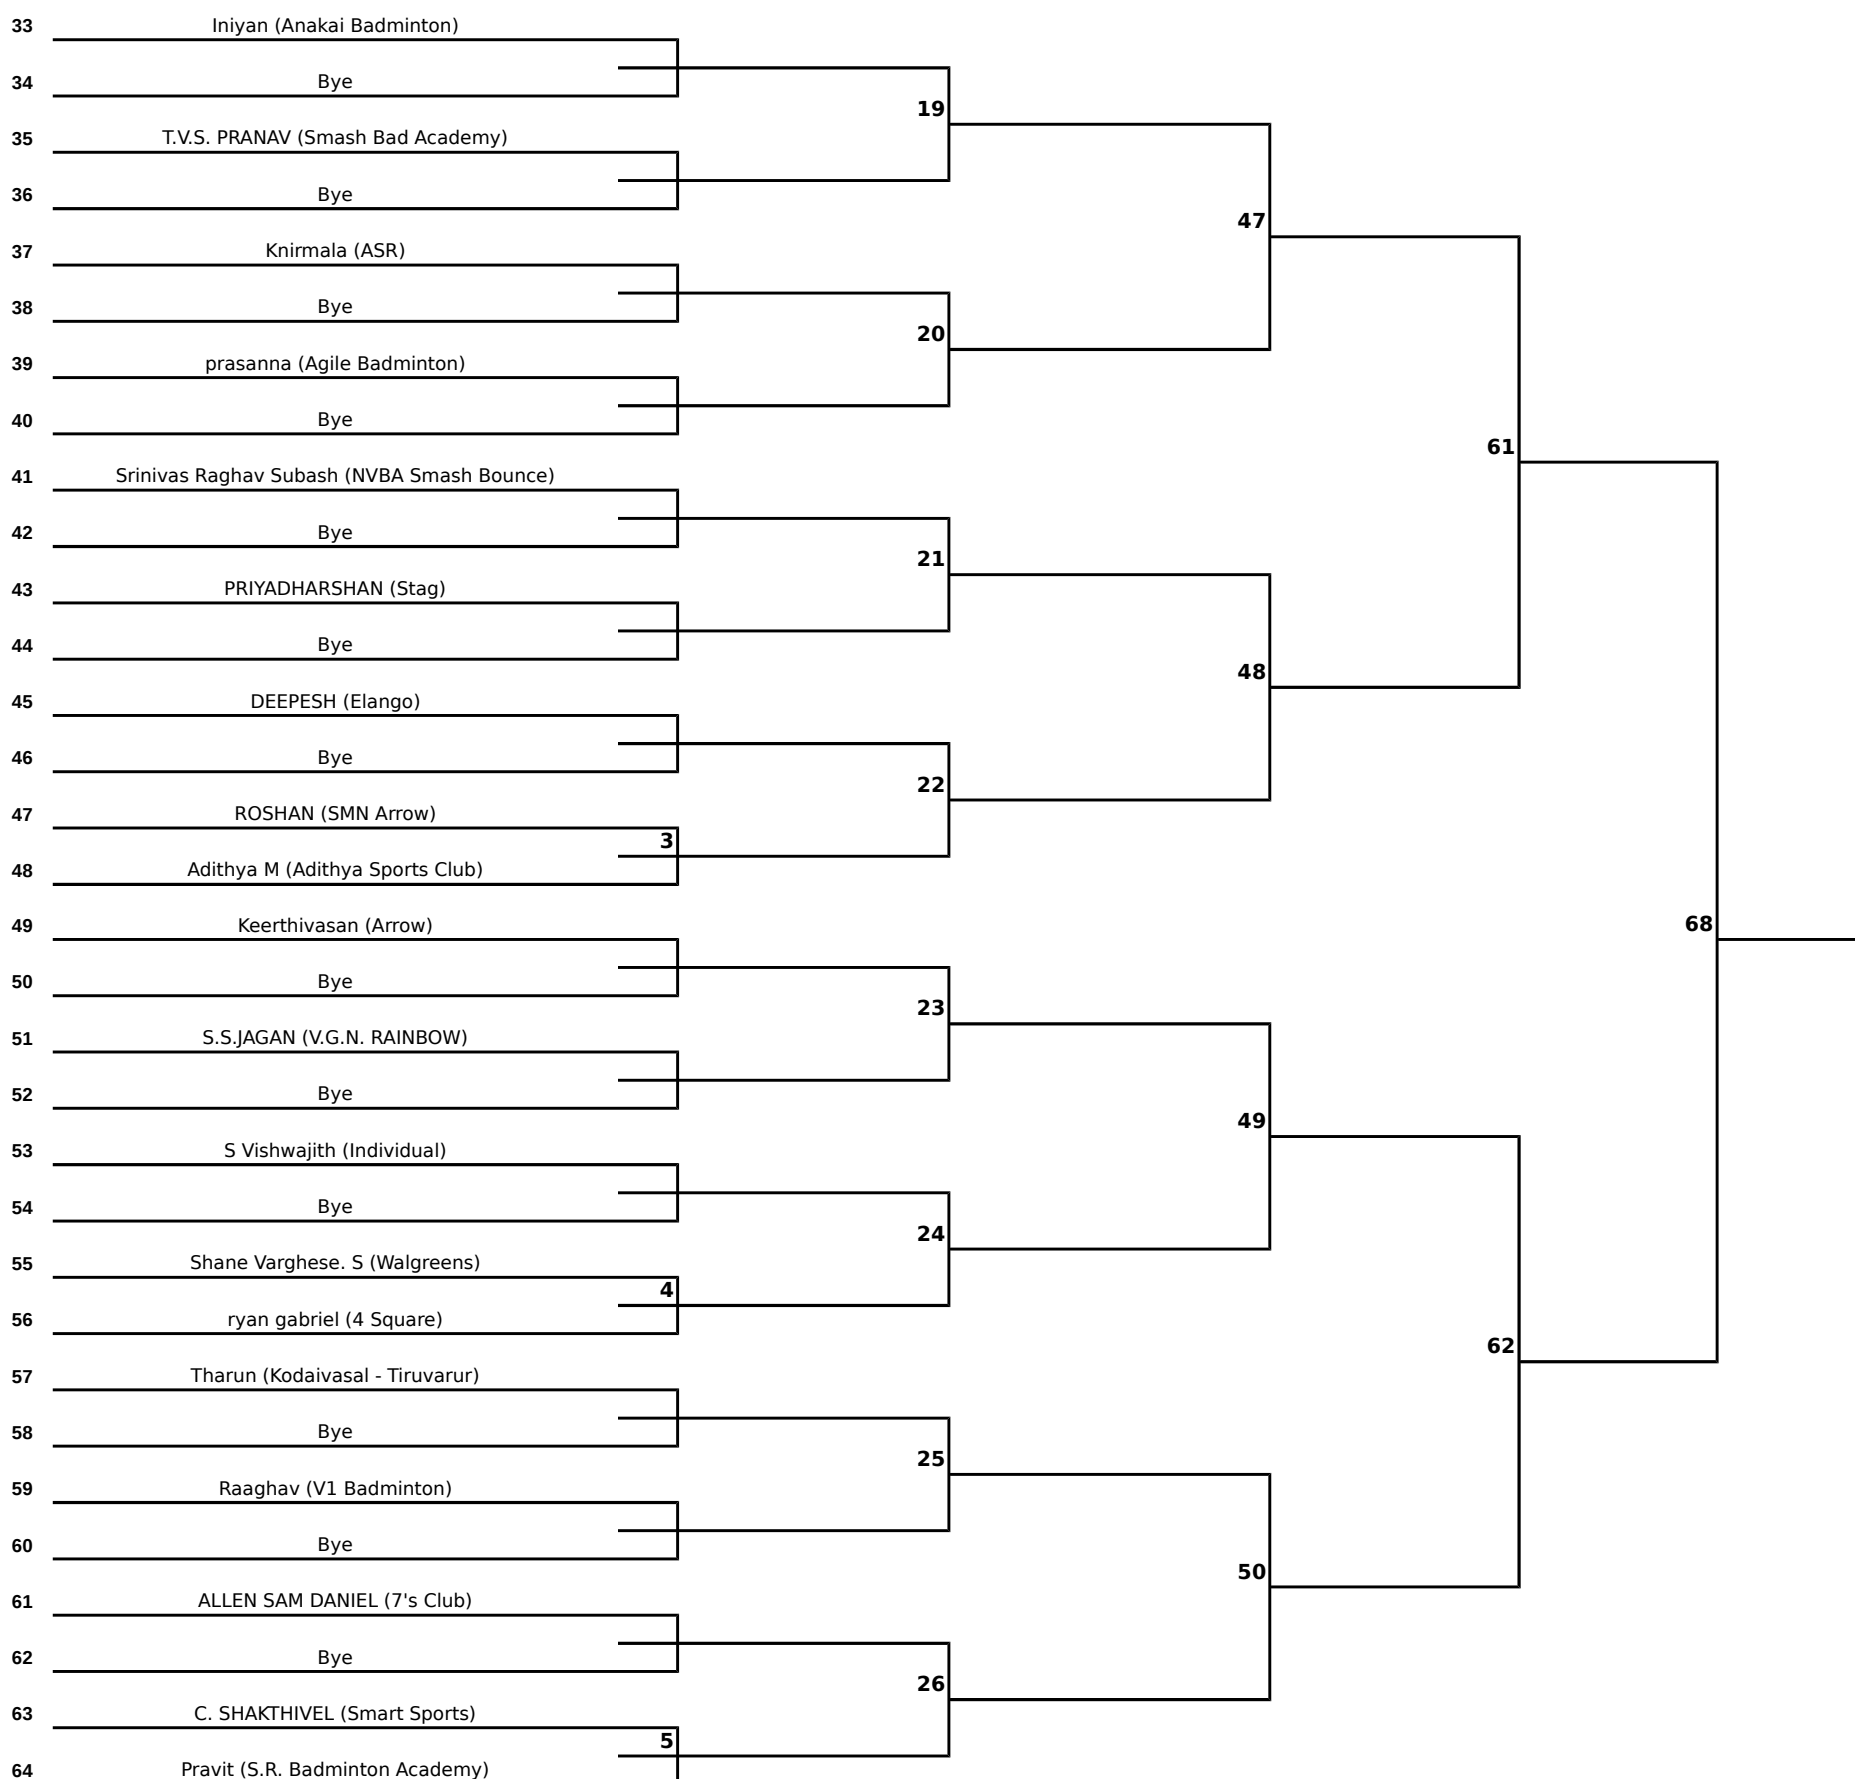 33 Iniyan (Anakai Badminton)
34 Bye
19
35 T.V.S. PRANAV (Smash Bad Academy)
36 Bye
47
37 Knirmala (ASR)
38 Bye
20
39 prasanna (Agile Badminton)
40 Bye
61
41 Srinivas Raghav Subash (NVBA Smash Bounce)
42 Bye
21
43 PRIYADHARSHAN (Stag)
44 Bye
48
45 DEEPESH (Elango)
46 Bye
22
47 ROSHAN (SMN Arrow)
3
48 Adithya M (Adithya Sports Club)
49 Keerthivasan (Arrow)
68
50 Bye
23
51 S.S.JAGAN (V.G.N. RAINBOW)
52 Bye
49
53 S Vishwajith (Individual)
54 Bye
24
55 Shane Varghese. S (Walgreens)
4
56 ryan gabriel (4 Square)
62
57 Tharun (Kodaivasal - Tiruvarur)
58 Bye
25
59 Raaghav (V1 Badminton)
60 Bye
50
61 ALLEN SAM DANIEL (7's Club)
62 Bye
26
63 C. SHAKTHIVEL (Smart Sports)
5
64 Pravit (S.R. Badminton Academy)